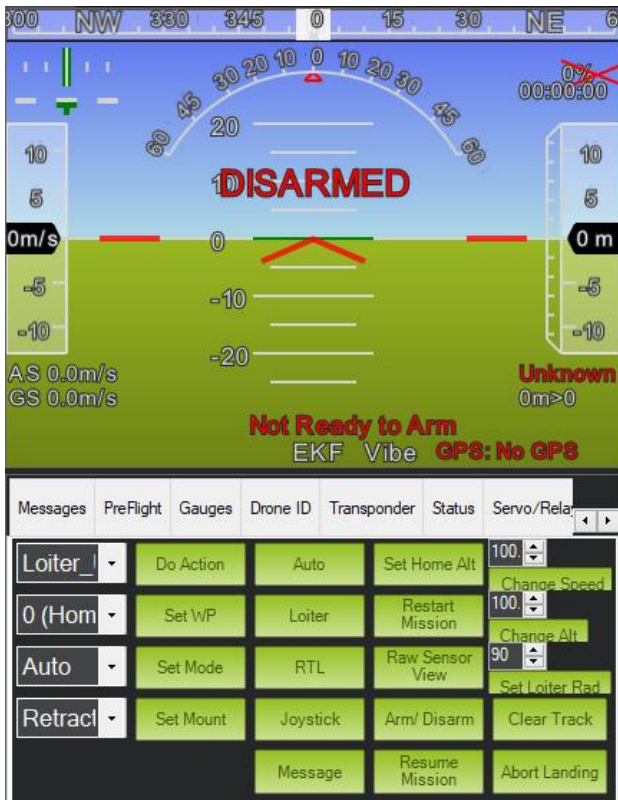 300 NW 330 345 0 15 30 NE 6
60 45 30 20 10 0 10 20 30 45 60
0%
00:00:00
20
10
DISARMED
0
-10
-20
10
5
0m/s
-5
-10
10
5
0 m
-5
-10
AS 0.0m/s
GS 0.0m/s
Unknown
0m>0
Not Ready to Arm
EKF Vibe GPS: No GPS
Messages PreFlight Gauges Drone ID Transponder Status Servo/Relay
Loiter_U Do Action Auto Set Home Alt 100. Change Speed
0 (Hom Set WP Loiter Restart Mission 100. Change Alt
Auto Set Mode RTL Raw Sensor View 90 Set Loiter Rad
Retract Set Mount Joystick Arm/ Disarm Clear Track
Message Resume Mission Abort Landing